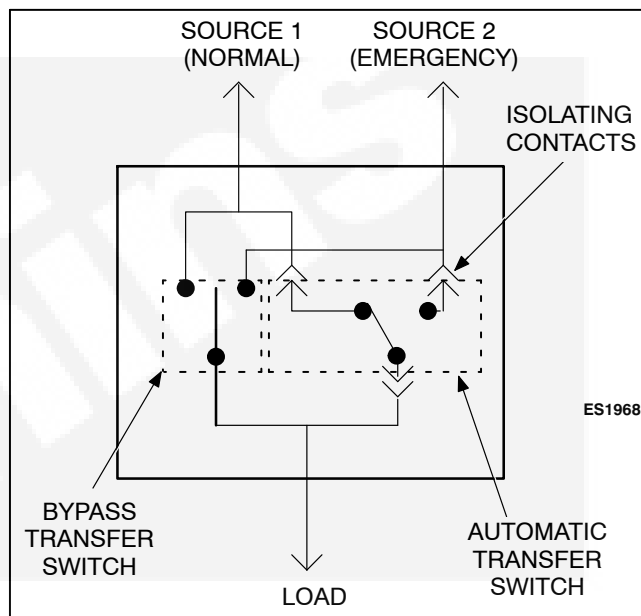 SOURCE 1
(NORMAL)
SOURCE 2
(EMERGENCY)
ISOLATING
CONTACTS
ES1968
BYPASS
TRANSFER
SWITCH
AUTOMATIC
TRANSFER
SWITCH
LOAD